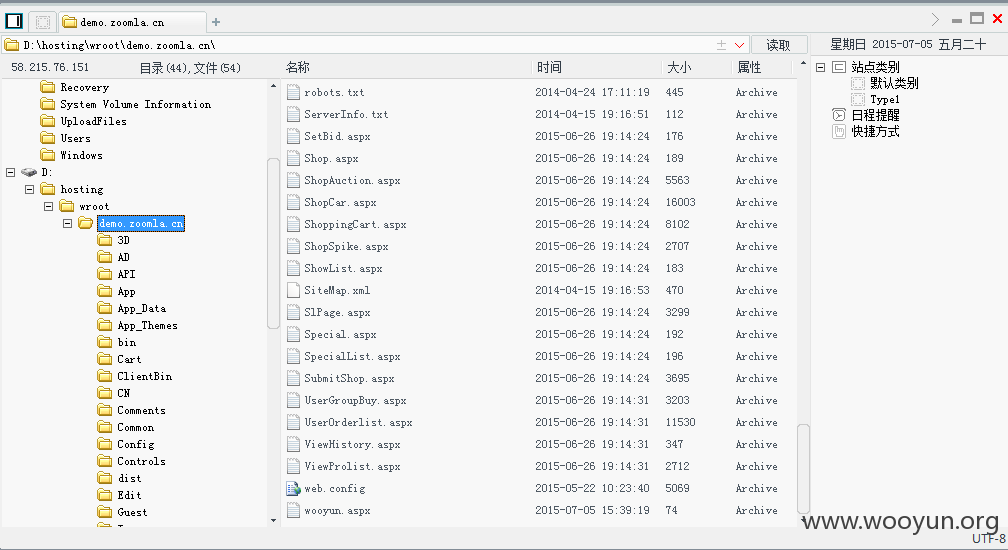 demo.zoomla.cn
D:\hosting\wroot\demo.zoomla.cn\ 读取 星期日 2015-07-05 五月二十
58.215.76.151 目录(44),文件(54)
Recovery
System Volume Information
UploadFiles
Users
Windows
D:
hosting
wroot
demo.zoomla.cn
3D
AD
API
App
App_Data
App_Themes
bin
Cart
ClientBin
CN
Comments
Common
Config
Controls
dist
Edit
Guest
名称 时间 大小 属性
robots.txt 2014-04-24 17:11:19 445 Archive
ServerInfo.txt 2014-04-15 19:16:51 112 Archive
SetBid.aspx 2015-06-26 19:14:24 176 Archive
Shop.aspx 2015-06-26 19:14:24 189 Archive
ShopAuction.aspx 2015-06-26 19:14:24 5563 Archive
ShopCar.aspx 2015-06-26 19:14:24 16003 Archive
ShoppingCart.aspx 2015-06-26 19:14:24 8102 Archive
ShopSpike.aspx 2015-06-26 19:14:24 2707 Archive
ShowList.aspx 2015-06-26 19:14:24 183 Archive
SiteMap.xml 2014-04-15 19:16:53 470 Archive
SlPage.aspx 2015-06-26 19:14:24 3299 Archive
Special.aspx 2015-06-26 19:14:24 192 Archive
SpecialList.aspx 2015-06-26 19:14:24 196 Archive
SubmitShop.aspx 2015-06-26 19:14:24 3695 Archive
UserGroupBuy.aspx 2015-06-26 19:14:31 3203 Archive
UserOrderlist.aspx 2015-06-26 19:14:31 11530 Archive
ViewHistory.aspx 2015-06-26 19:14:31 347 Archive
ViewProlist.aspx 2015-06-26 19:14:31 2712 Archive
web.config 2015-05-22 10:23:40 5069 Archive
wooyun.aspx 2015-07-05 15:39:19 74 Archive
站点类别
默认类别
Type1
日程提醒
快捷方式
www.wooyun.org
UTF-8